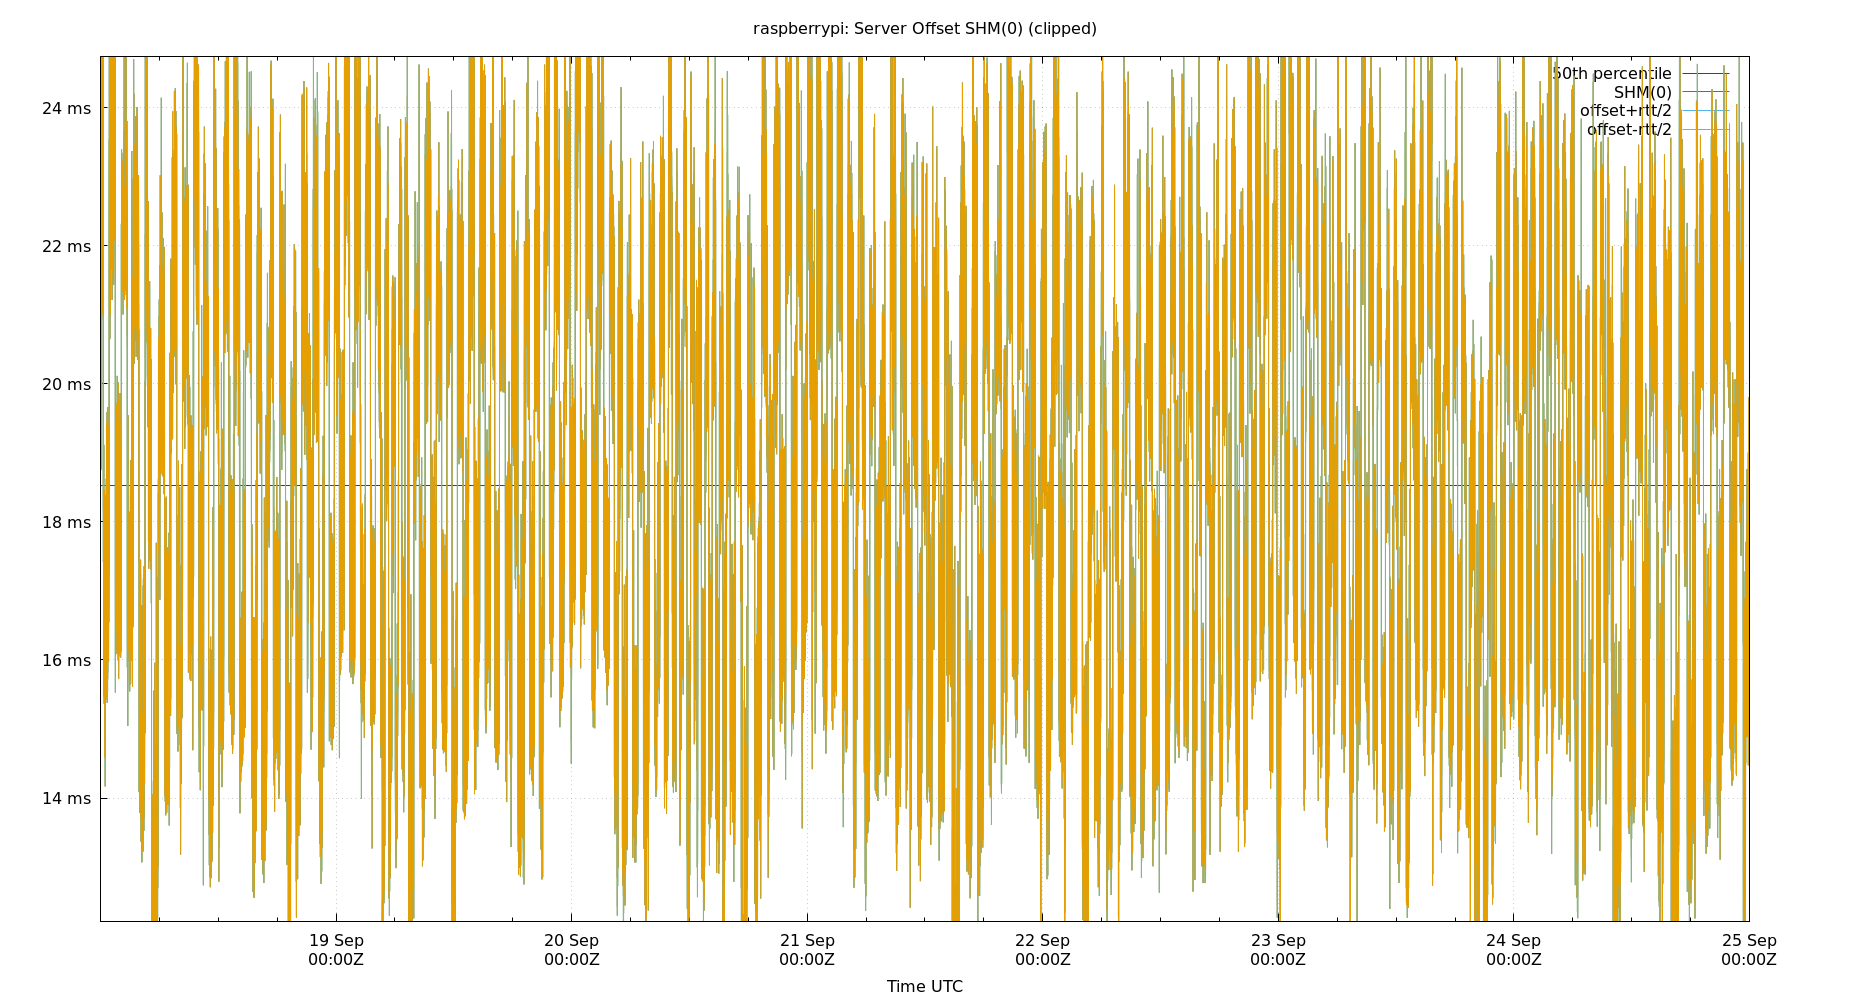 raspberrypi: Server Offset SHM(0) (clipped)
50th percentile
SHM(0)
offset+rtt/2
offset-rtt/2
24 ms
22 ms
20 ms
18 ms
16 ms
14 ms
19 Sep
00:00Z
20 Sep
00:00Z
21 Sep
00:00Z
22 Sep
00:00Z
23 Sep
00:00Z
24 Sep
00:00Z
25 Sep
00:00Z
Time UTC